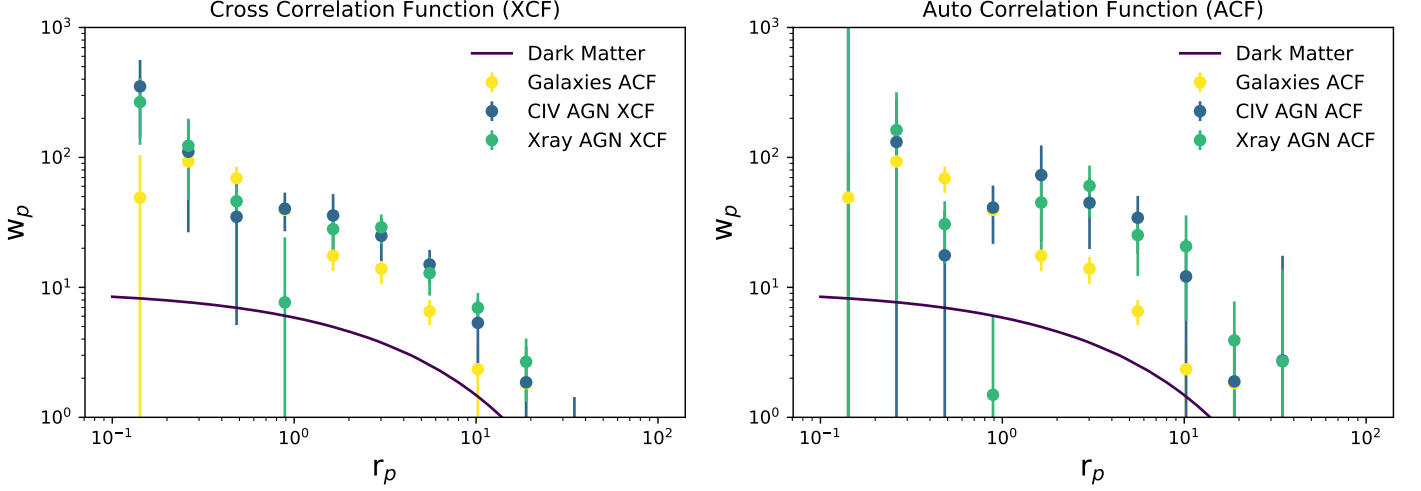 Cross Correlation Function (XCF)
10³
10²
10¹
10⁰
w_p
Dark Matter
Galaxies ACF
CIV AGN XCF
Xray AGN XCF
10⁻¹
10⁰
10¹
10²
r_p
Auto Correlation Function (ACF)
10³
10²
10¹
10⁰
w_p
Dark Matter
Galaxies ACF
CIV AGN ACF
Xray AGN ACF
10⁻¹
10⁰
10¹
10²
r_p